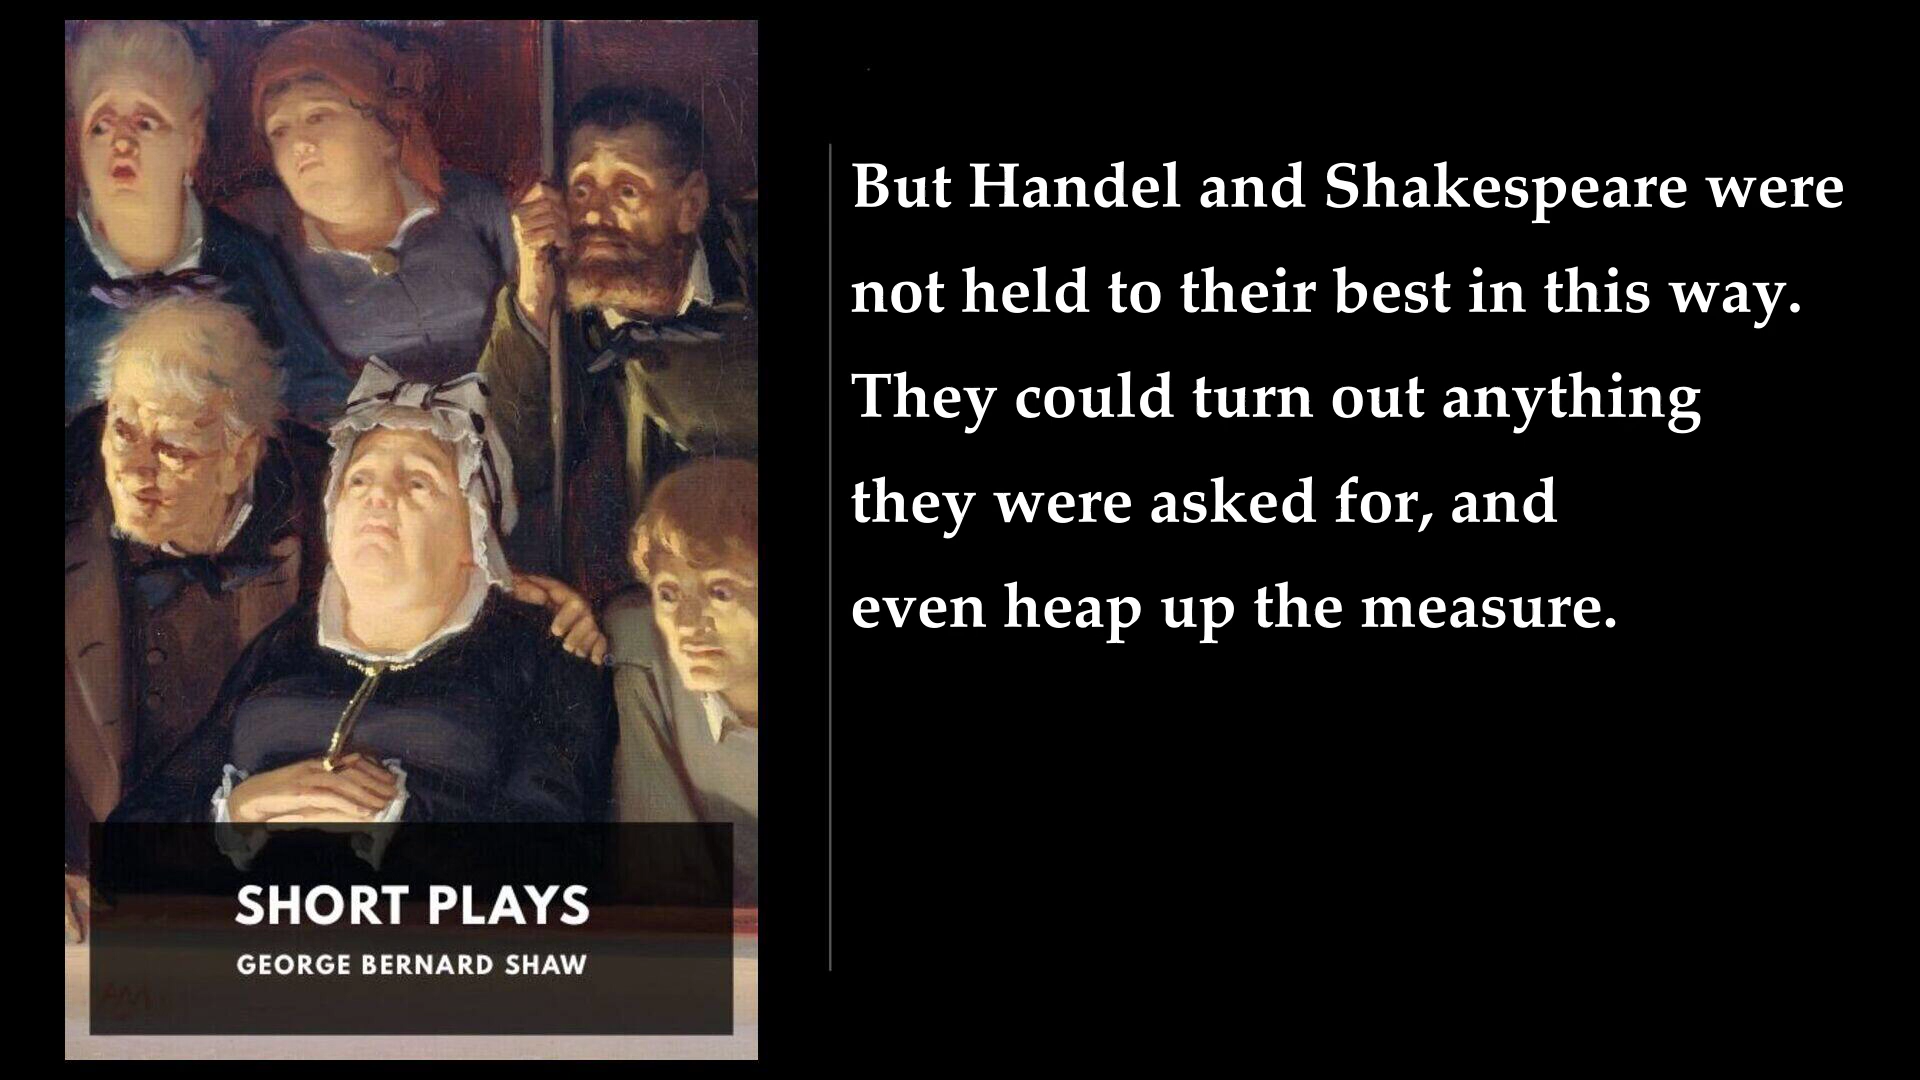 But Handel and Shakespeare were
not held to their best in this way.
They could turn out anything
they were asked for, and
even heap up the measure.
SHORT PLAYS
GEORGE BERNARD SHAW